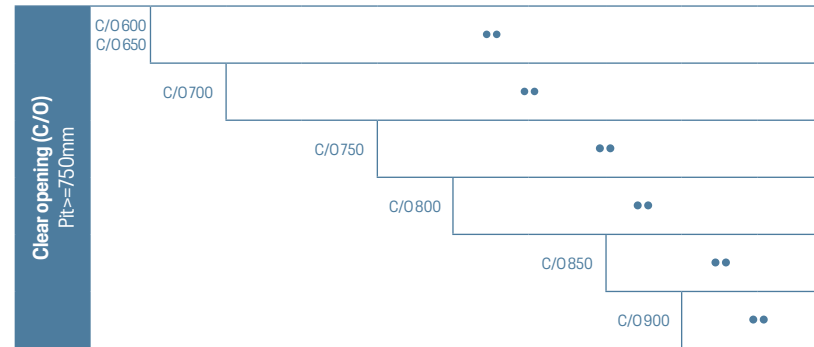 Clear opening (C/O)
Pit>=750mm
C/O600
C/O650
●●
C/O700
●●
C/O750
●●
C/O800
●●
C/O850
●●
C/O900
●●